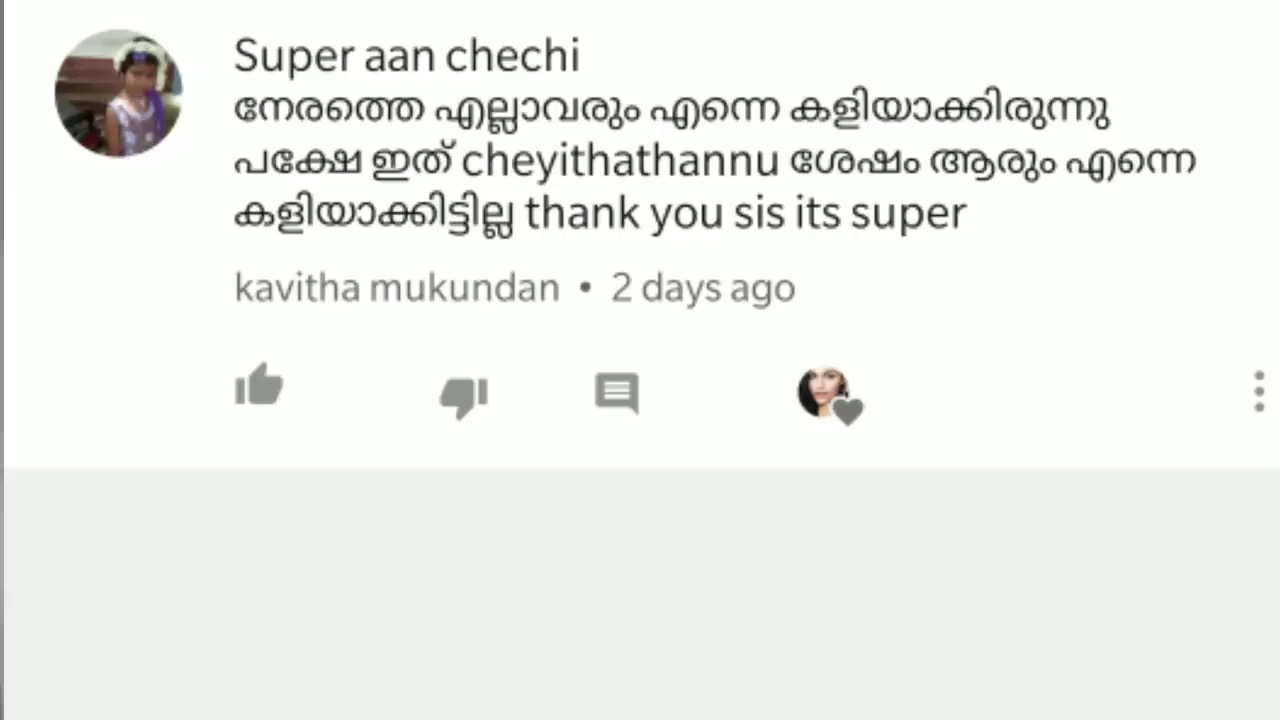 Super aan chechi
നേരത്തെ എല്ലാവരും എന്നെ കളിയാക്കിരുന്നു
പക്ഷേ ഇത് cheyithathannu ശേഷം ആരും എന്നെ
കളിയാക്കിട്ടില്ല thank you sis its super
kavitha mukundan • 2 days ago